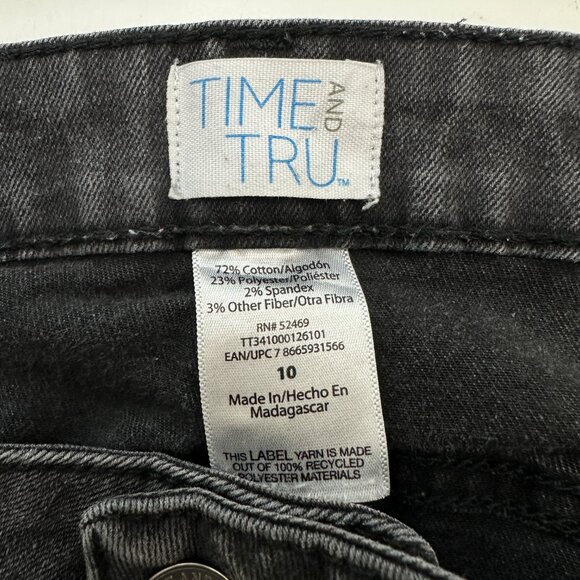 TIME AND
TRU™
72% Cotton/Algodón
23% Polyester/Poliéster
2% Spandex
3% Other Fiber/Otra Fibra
RN# 52469
TT341000126101
EAN/UPC 7 8665931566
10
Made In/Hecho En
Madagascar
THIS LABEL YARN IS MADE
OUT OF 100% RECYCLED
POLYESTER MATERIALS